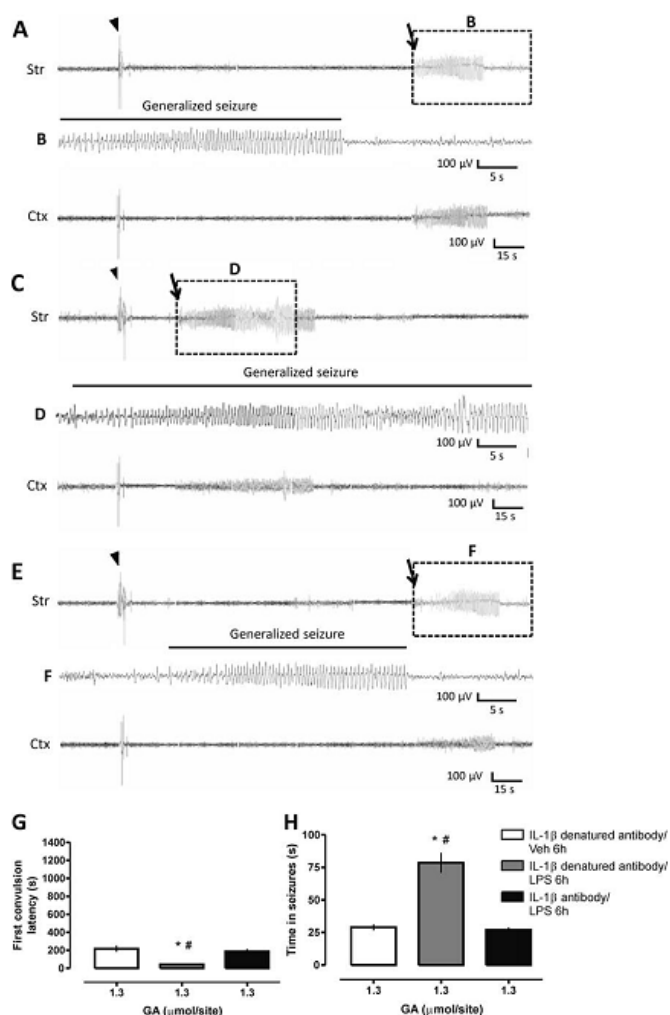 A
B
Str
Generalized seizure
B
100 µV
5 s
Ctx
100 µV
15 s
C
D
Str
Generalized seizure
D
100 µV
5 s
Ctx
100 µV
15 s
E
F
Str
Generalized seizure
F
100 µV
5 s
Ctx
100 µV
15 s
G
First convulsion
latency (s)
1400
1200
1000
800
600
400
200
0
* #
1.3
1.3
1.3
GA (µmol/site)
H
Time in seizures (s)
100
75
50
25
0
* #
1.3
1.3
1.3
GA (µmol/site)
IL-1β denatured antibody/
Veh 6h
IL-1β denatured antibody/
LPS 6h
IL-1β antibody/
LPS 6h